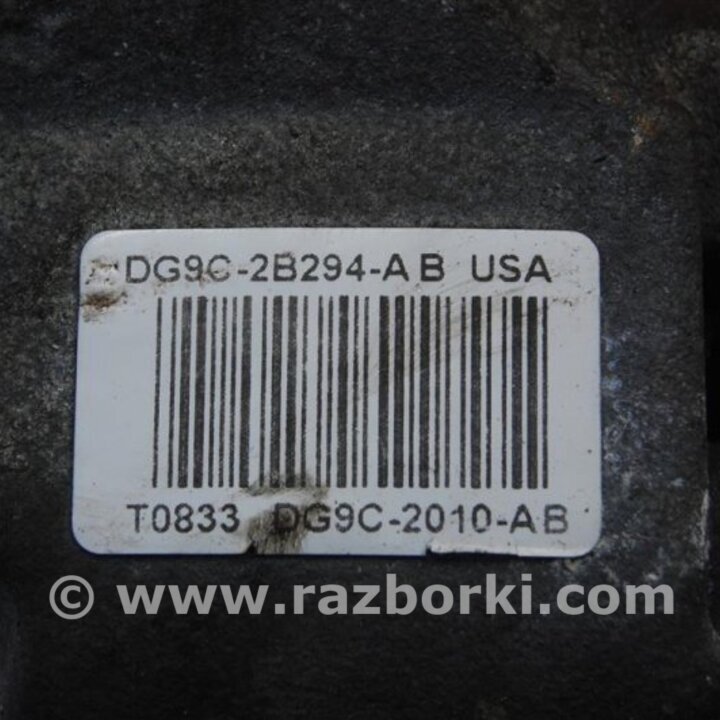 DG9C-2B294-AB USA
T0833 DG9C-2010-AB
© www.razborki.com